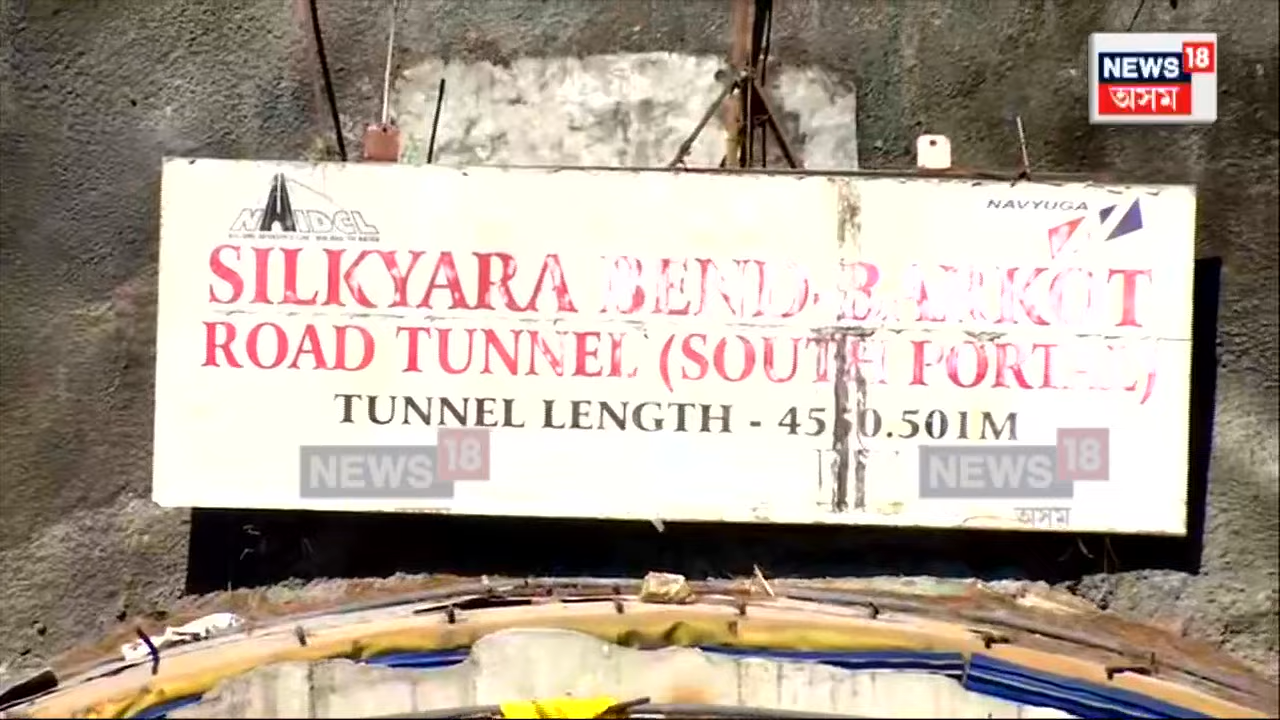 NEWS 18
অসম
NHIDCL
NAVYUGA
SILKYARA BEND-BARKOT
ROAD TUNNEL (SOUTH PORTAL)
TUNNEL LENGTH - 4550.501M
NEWS 18
NEWS 18
অসম